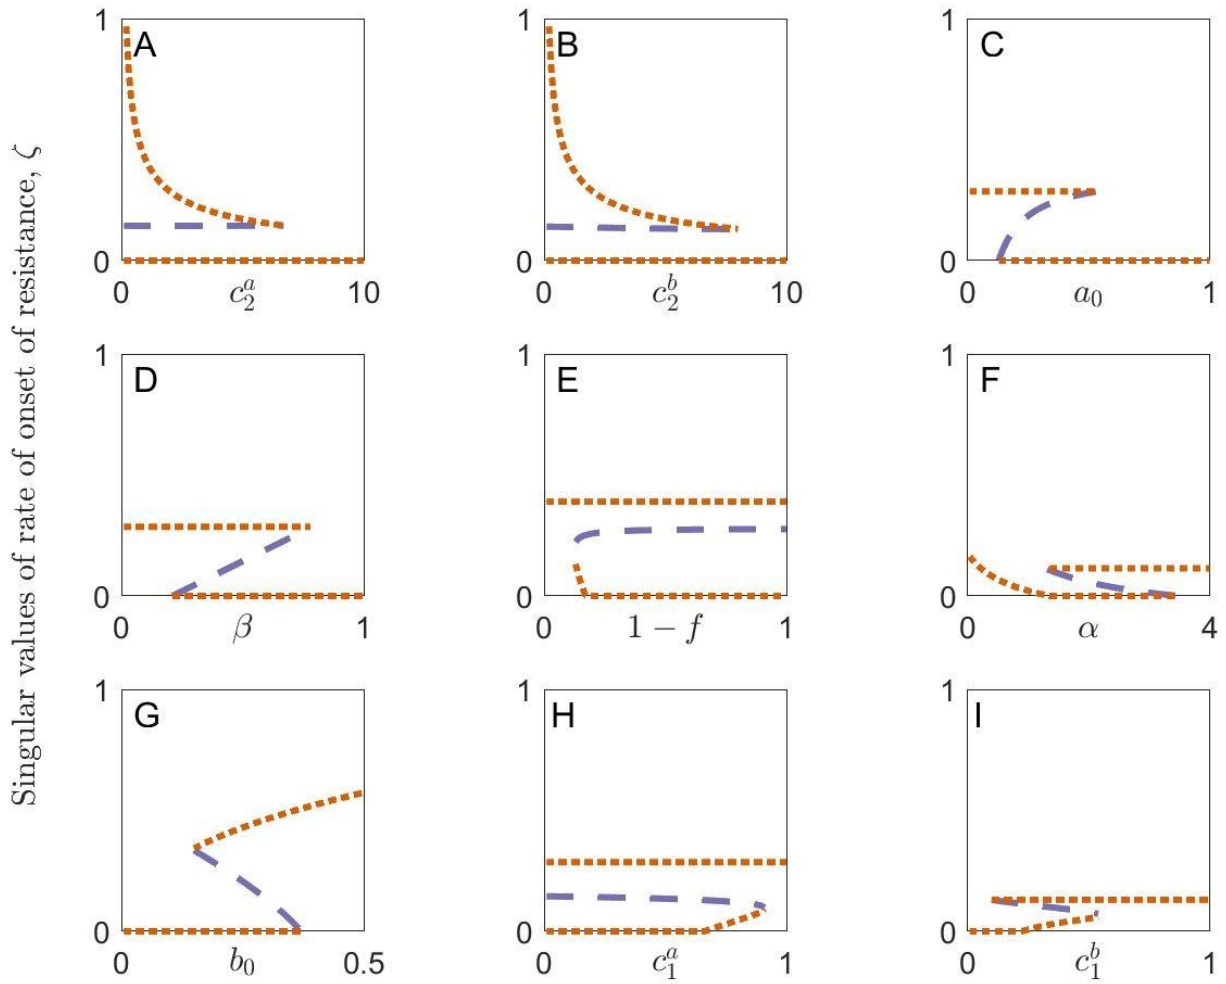 Singular values of rate of onset of resistance, ζ
1
A
0
0
c₂ᵃ
10
1
B
0
0
c₂ᵇ
10
1
C
0
0
a₀
1
1
D
0
0
β
1
1
E
0
0
1 − f
1
1
F
0
0
α
4
1
G
0
0
b₀
0.5
1
H
0
0
c₁ᵃ
1
1
I
0
0
c₁ᵇ
1